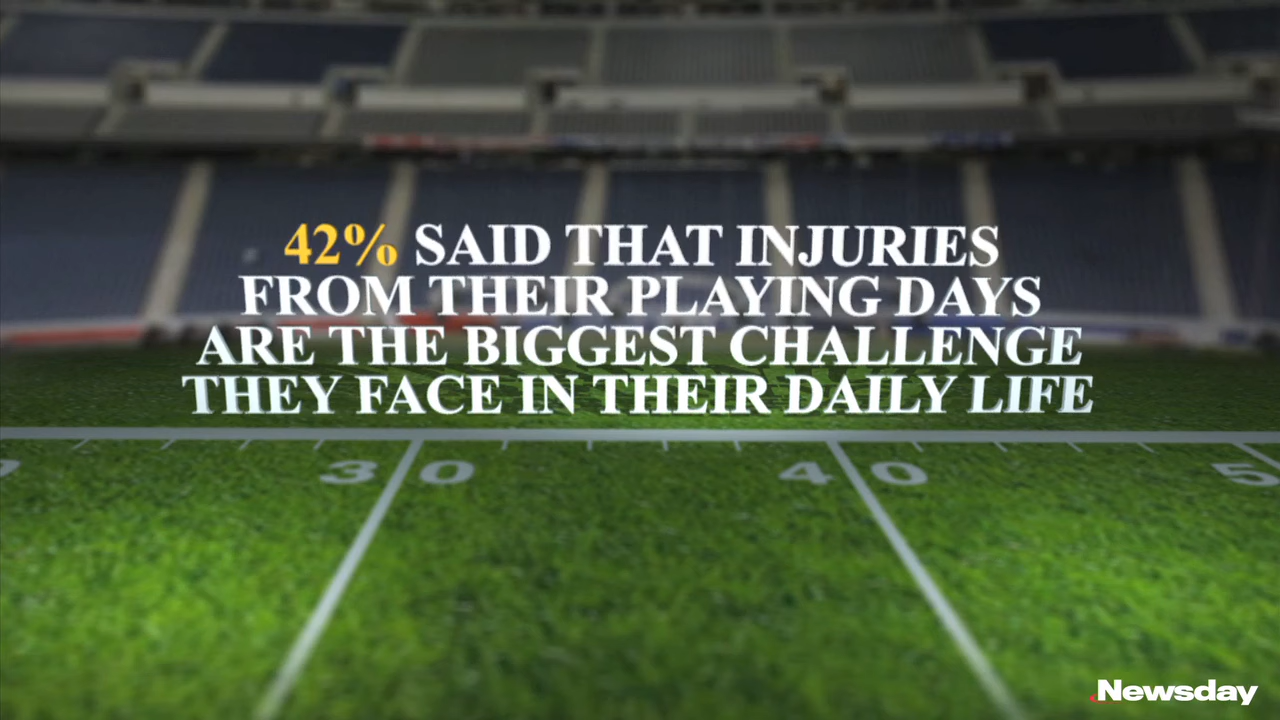 42% SAID THAT INJURIES
FROM THEIR PLAYING DAYS
ARE THE BIGGEST CHALLENGE
THEY FACE IN THEIR DAILY LIFE
30 40 5
Newsday